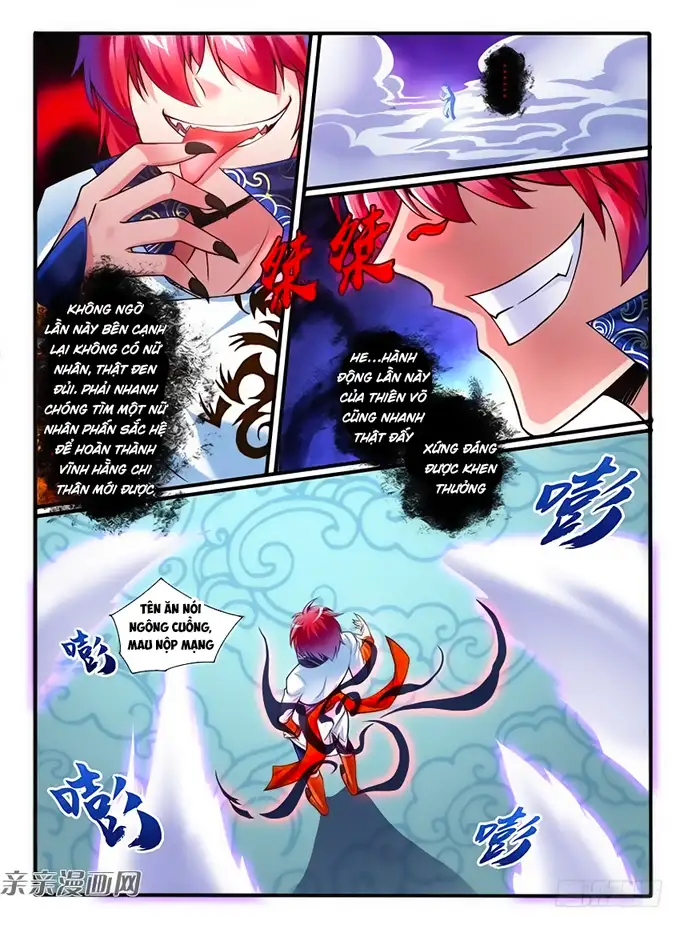 ......
桀桀~
KHÔNG NGỜ
LẦN NÀY BÊN CẠNH
LẠI KHÔNG CÓ NỮ
NHÂN, THẬT ĐEN
ĐỦI. PHẢI NHANH
CHÓNG TÌM MỘT NỮ
NHÂN PHẤN SẮC HỆ
ĐỂ HOÀN THÀNH
VĨNH HẰNG CHI
THÂN MỚI ĐƯỢC
HE...HÀNH
ĐỘNG LẦN NÀY
CỦA THIÊN VÕ
CŨNG NHANH
THẬT ĐẤY
XỨNG ĐÁNG
ĐƯỢC KHEN
THƯỞNG
嘭
TÊN ĂN NÓI
NGÔNG CUỒNG,
MAU NỘP MẠNG
嘭
嘭
嘭
亲亲漫画网